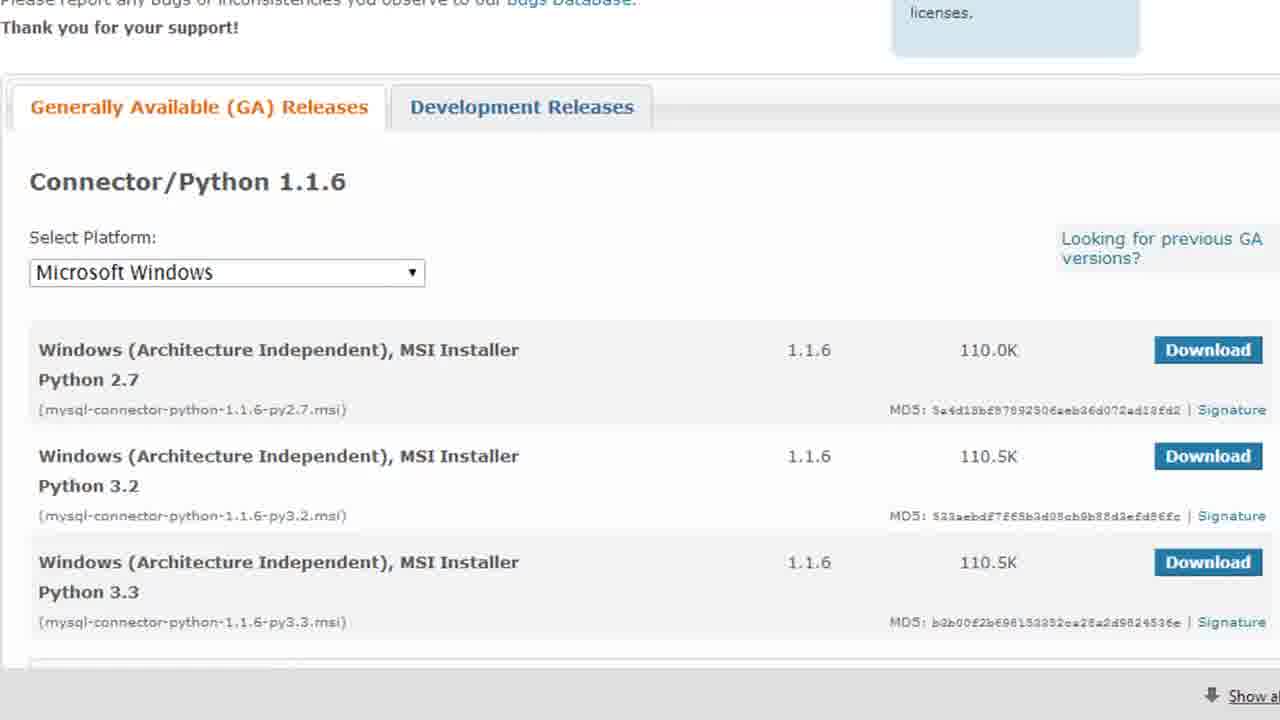 Please report any bugs or inconsistencies you observe to our Bugs Database.
Thank you for your support!
licenses.
Generally Available (GA) Releases
Development Releases
Connector/Python 1.1.6
Select Platform:
Looking for previous GA
versions?
Microsoft Windows
Windows (Architecture Independent), MSI Installer 1.1.6 110.0K Download
Python 2.7
(mysql-connector-python-1.1.6-py2.7.msi) MD5: | Signature
Windows (Architecture Independent), MSI Installer 1.1.6 110.5K Download
Python 3.2
(mysql-connector-python-1.1.6-py3.2.msi) MD5: | Signature
Windows (Architecture Independent), MSI Installer 1.1.6 110.5K Download
Python 3.3
(mysql-connector-python-1.1.6-py3.3.msi) MD5: | Signature
Show